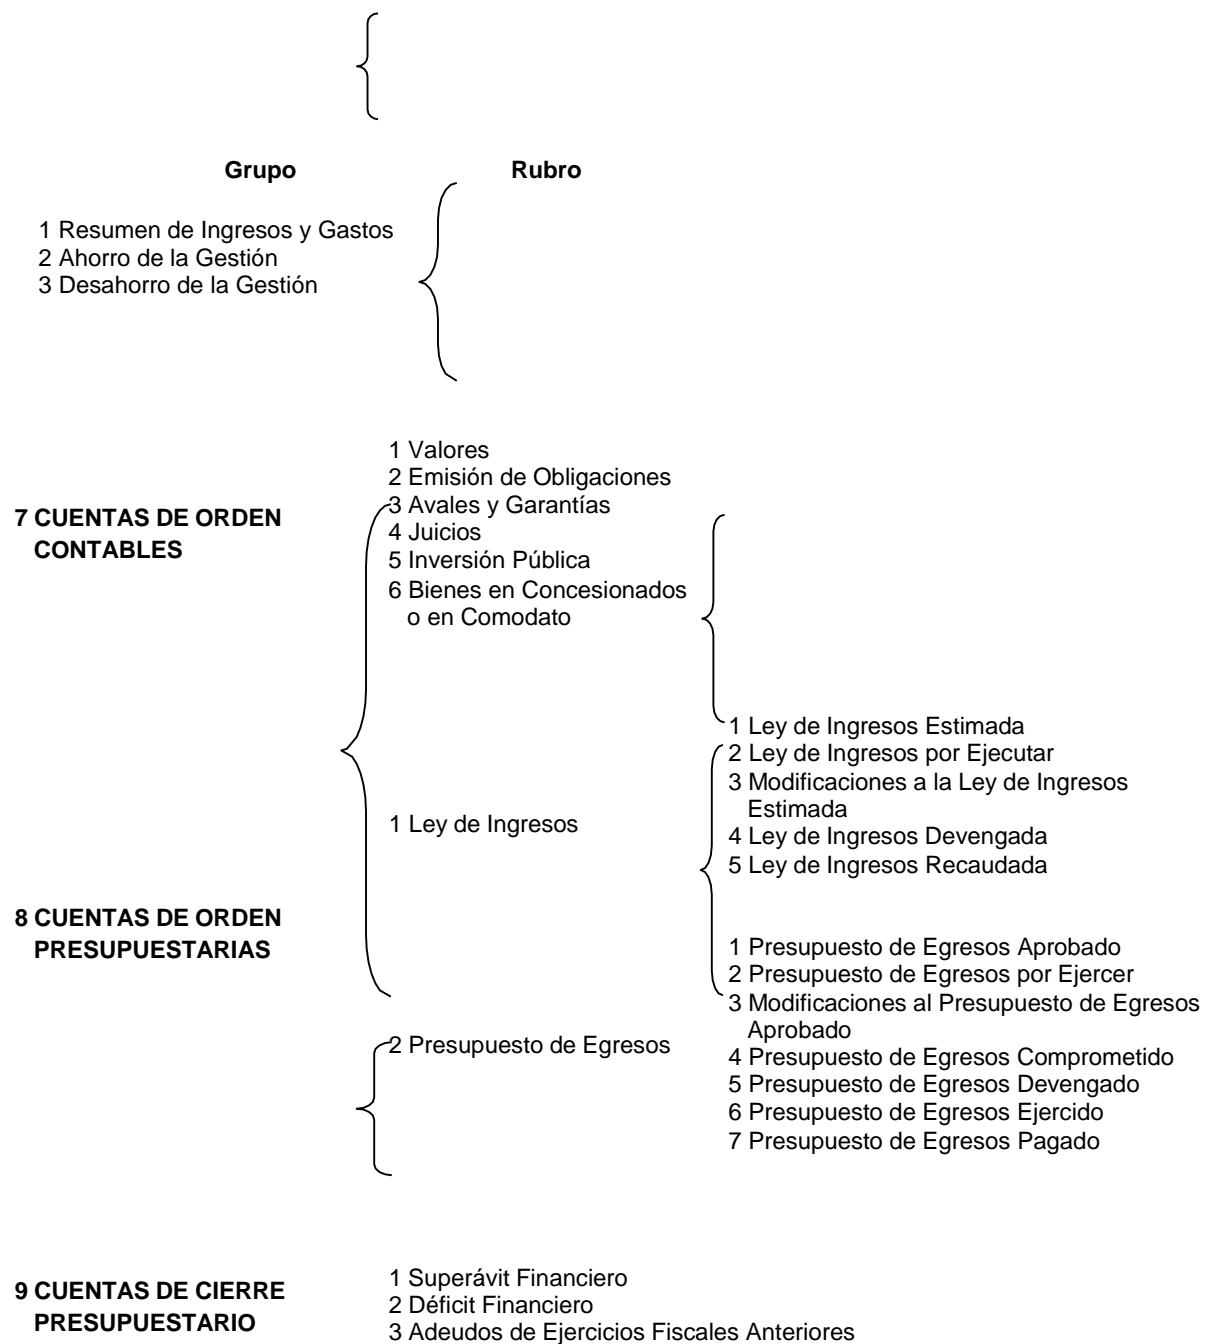 Grupo Rubro
1 Resumen de Ingresos y Gastos
2 Ahorro de la Gestión
3 Desahorro de la Gestión
7 CUENTAS DE ORDEN
CONTABLES
1 Valores
2 Emisión de Obligaciones
3 Avales y Garantías
4 Juicios
5 Inversión Pública
6 Bienes en Concesionados
o en Comodato
8 CUENTAS DE ORDEN
PRESUPUESTARIAS
1 Ley de Ingresos
1 Ley de Ingresos Estimada
2 Ley de Ingresos por Ejecutar
3 Modificaciones a la Ley de Ingresos
Estimada
4 Ley de Ingresos Devengada
5 Ley de Ingresos Recaudada
2 Presupuesto de Egresos
1 Presupuesto de Egresos Aprobado
2 Presupuesto de Egresos por Ejercer
3 Modificaciones al Presupuesto de Egresos
Aprobado
4 Presupuesto de Egresos Comprometido
5 Presupuesto de Egresos Devengado
6 Presupuesto de Egresos Ejercido
7 Presupuesto de Egresos Pagado
9 CUENTAS DE CIERRE
PRESUPUESTARIO
1 Superávit Financiero
2 Déficit Financiero
3 Adeudos de Ejercicios Fiscales Anteriores